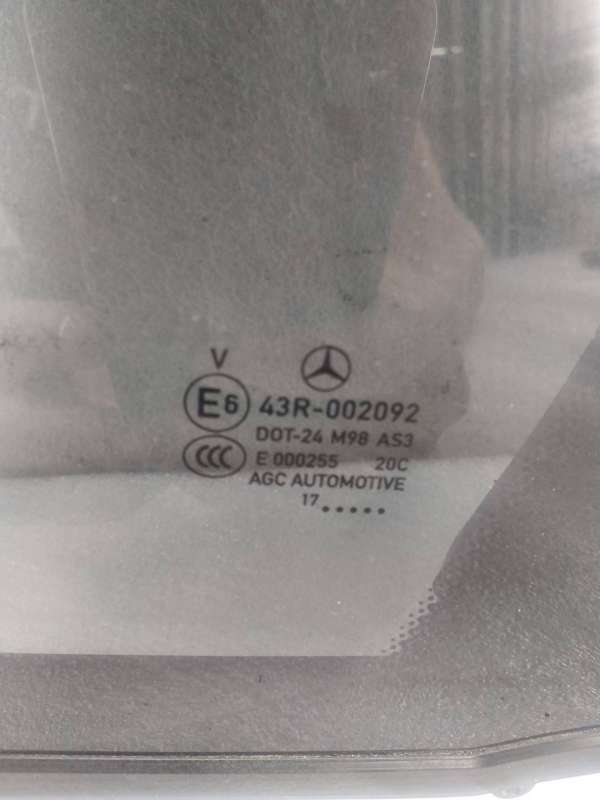 V
E6 43R-002092
DOT-24 M98 AS3
CCC E 000255 20C
AGC AUTOMOTIVE
17 .....